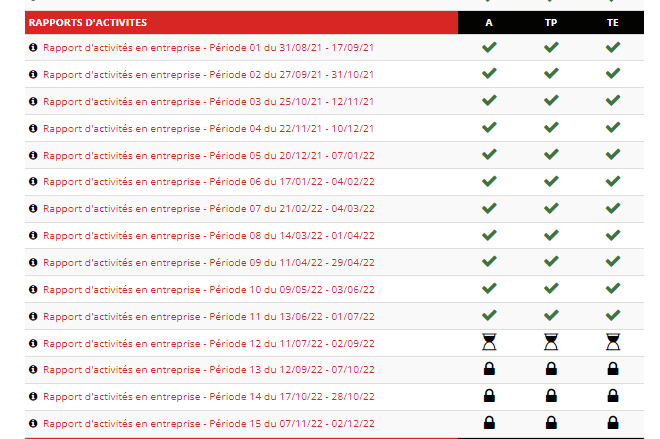 RAPPORTS D'ACTIVITES A TP TE
Rapport d'activités en entreprise - Période 01 du 31/08/21 - 17/09/21
Rapport d'activités en entreprise - Période 02 du 27/09/21 - 31/10/21
Rapport d'activités en entreprise - Période 03 du 25/10/21 - 12/11/21
Rapport d'activités en entreprise - Période 04 du 22/11/21 - 10/12/21
Rapport d'activités en entreprise - Période 05 du 20/12/21 - 07/01/22
Rapport d'activités en entreprise - Période 06 du 17/01/22 - 04/02/22
Rapport d'activités en entreprise - Période 07 du 21/02/22 - 04/03/22
Rapport d'activités en entreprise - Période 08 du 14/03/22 - 01/04/22
Rapport d'activités en entreprise - Période 09 du 11/04/22 - 29/04/22
Rapport d'activités en entreprise - Période 10 du 09/05/22 - 03/06/22
Rapport d'activités en entreprise - Période 11 du 13/06/22 - 01/07/22
Rapport d'activités en entreprise - Période 12 du 11/07/22 - 02/09/22
Rapport d'activités en entreprise - Période 13 du 12/09/22 - 07/10/22
Rapport d'activités en entreprise - Période 14 du 17/10/22 - 28/10/22
Rapport d'activités en entreprise - Période 15 du 07/11/22 - 02/12/22